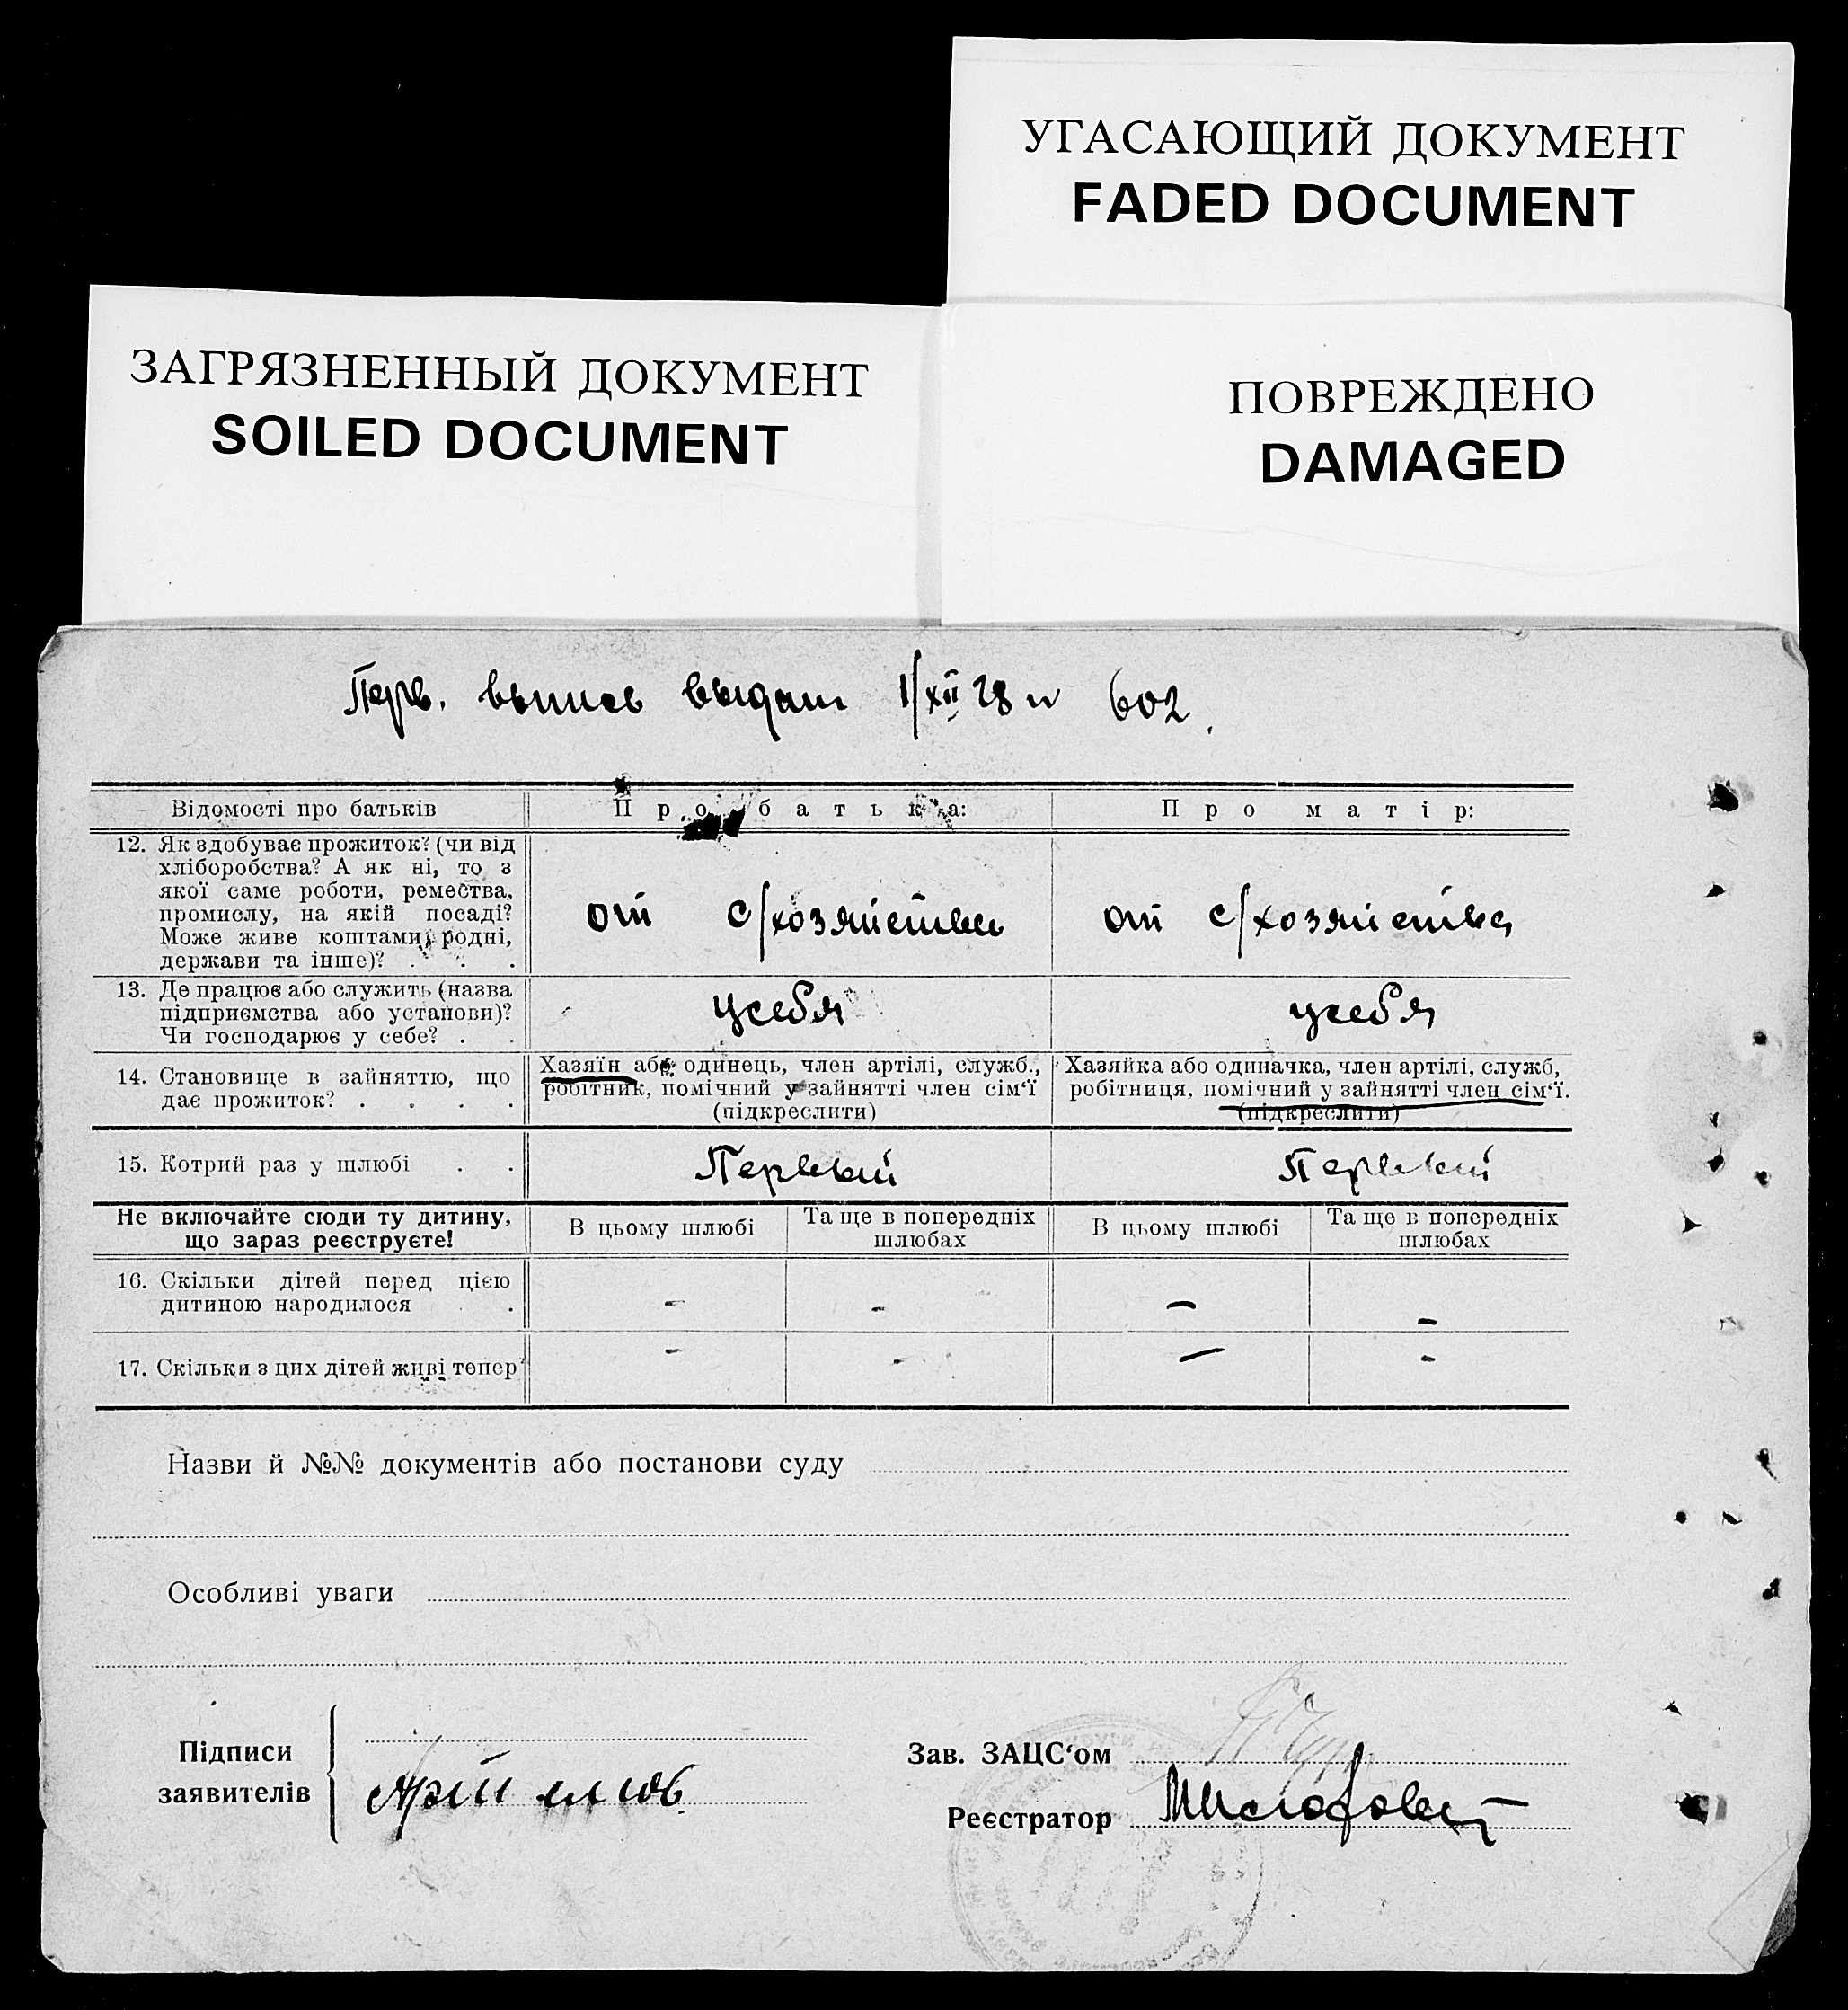 УГАСАЮЩИЙ ДОКУМЕНТ
FADED DOCUMENT
ЗАГРЯЗНЕННЫЙ ДОКУМЕНТ
SOILED DOCUMENT
ПОВРЕЖДЕНО
DAMAGED
Перв. выпись выдан 1/XII 28 602.
Відомості про батьків
Про батька:
Про матір:
12. Як здобуває прожиток? (чи від
хліборобства? А як ні, то з
якої саме роботи, ремества,
промислу, на якій посаді?
Може живе коштами родні,
держави та інше)? . . .
от с/хозяйства
от с/хозяйства
13. Де працює або служить (назва
підприємства або установи)?
Чи господарює у себе? . .
у себя
у себя
14. Становище в зайняттю, що
дає прожиток? . . . .
Хазяїн або одинець, член артілі, служб.,
робітник, помічний у зайнятті член сім‘ї
(підкреслити)
Хазяйка або одиначка, член артілі, служб,
робітниця, помічний у зайнятті член сім‘ї.
(підкреслити)
15. Котрий раз у шлюбі . .
Первый
Первый
Не включайте сюди ту дитину,
що зараз реєструєте!
В цьому шлюбі
Та ще в попередніх
шлюбах
В цьому шлюбі
Та ще в попередніх
шлюбах
16. Скільки дітей перед цією
дитиною народилося . .
– – – –
17. Скільки з цих дітей живі тепер
– – – –
Назви й №№ документів або постанови суду
Особливі уваги
Підписи
заявителів
Зав. ЗАЦС‘ом
Реєстратор